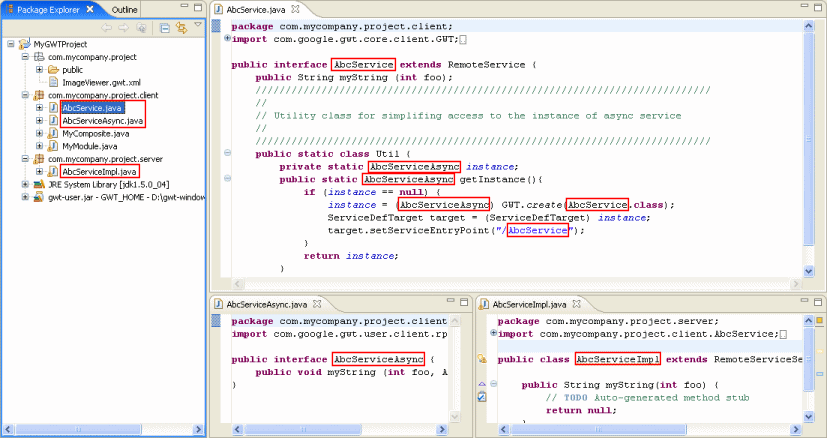 Package Explorer
Outline
MyGWTProject
com.mycompany.project
public
ImageViewer.gwt.xml
com.mycompany.project.client
AbcService.java
AbcServiceAsync.java
MyComposite.java
MyModule.java
com.mycompany.project.server
AbcServiceImpl.java
JRE System Library [jdk1.5.0_04]
gwt-user.jar - GWT_HOME - D:\gwt-window
AbcService.java
package com.mycompany.project.client;
import com.google.gwt.core.client.GWT;
public interface AbcService extends RemoteService {
public String myString (int foo);
////////////////////////////////////////////////////////////////////////////
//
// Utility class for simplifing access to the instance of async service
//
////////////////////////////////////////////////////////////////////////////
public static class Util {
private static AbcServiceAsync instance;
public static AbcServiceAsync getInstance(){
if (instance == null) {
instance = (AbcServiceAsync) GWT.create(AbcService.class);
ServiceDefTarget target = (ServiceDefTarget) instance;
target.setServiceEntryPoint("/AbcService");
}
return instance;
}
AbcServiceAsync.java
package com.mycompany.project.client
import com.google.gwt.user.client.rp
public interface AbcServiceAsync {
public void myString (int foo, A
}
AbcServiceImpl.java
package com.mycompany.project.server;
import com.mycompany.project.client.AbcService;
public class AbcServiceImpl extends RemoteServiceSe
public String myString(int foo) {
// TODO Auto-generated method stub
return null;
}